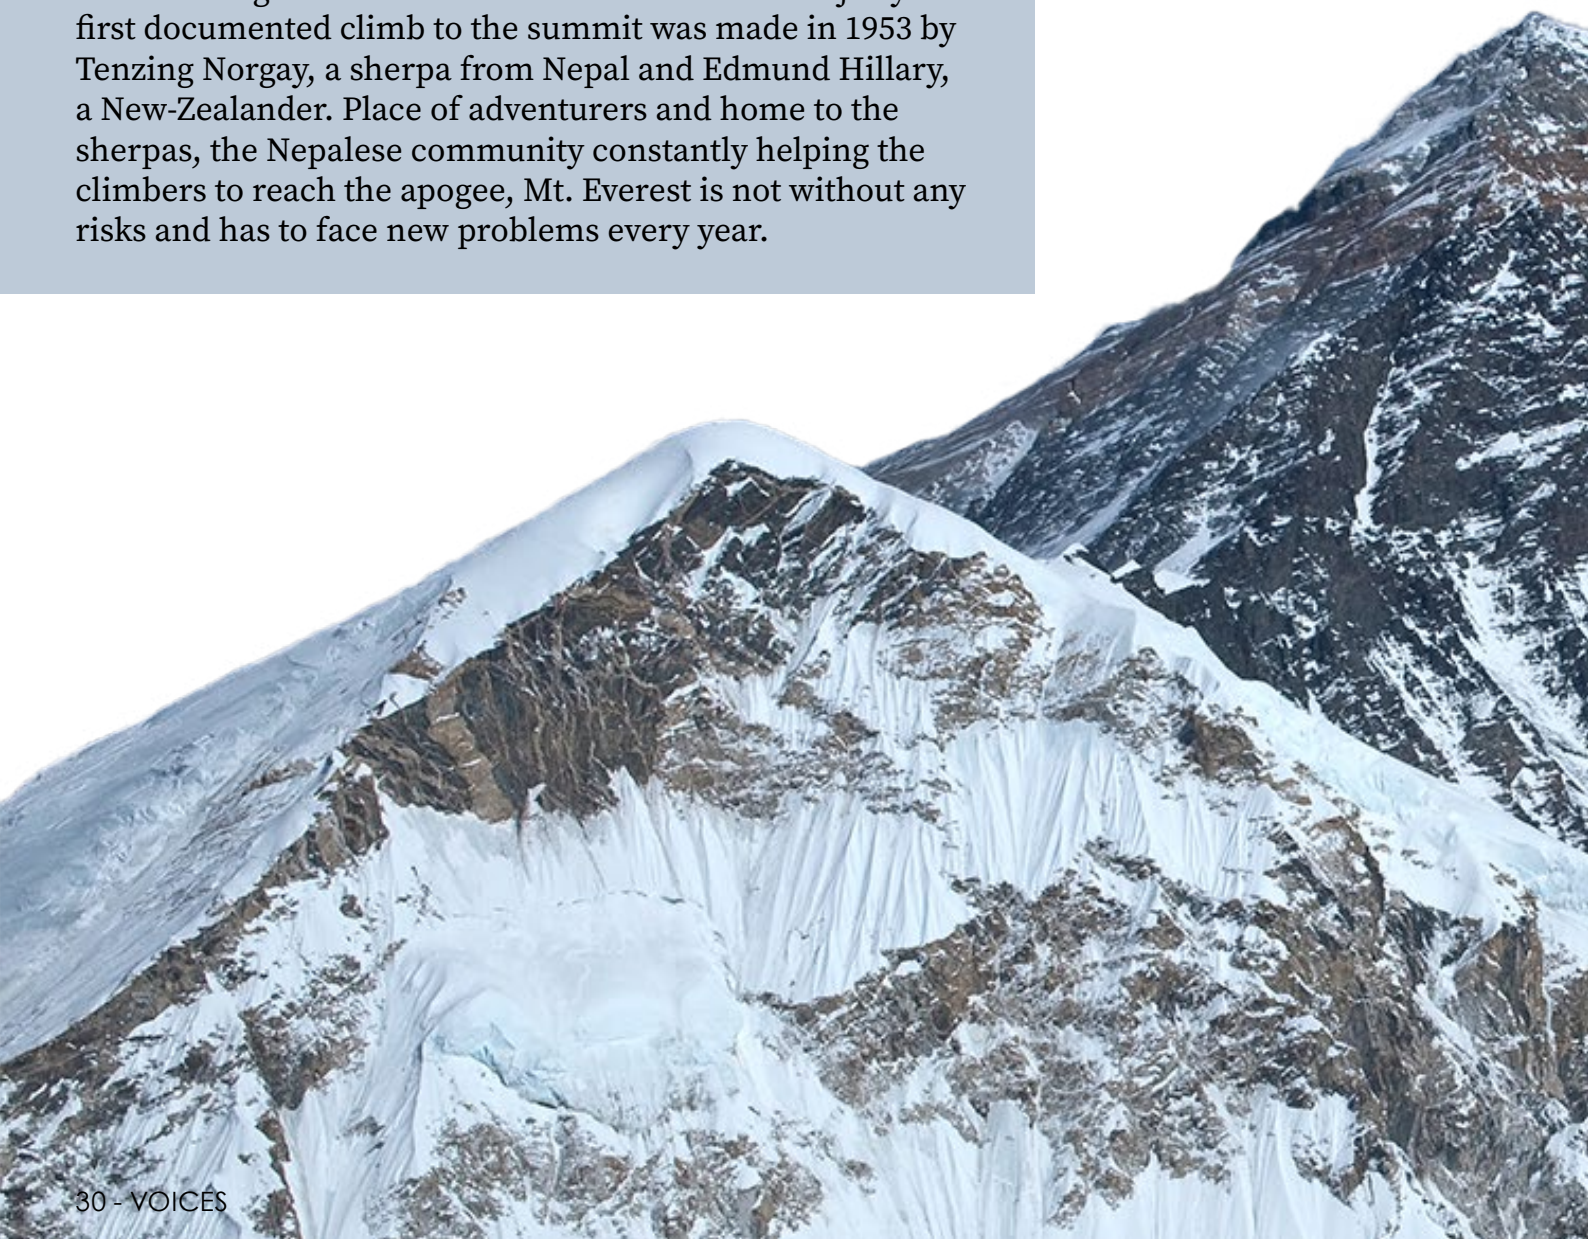 first documented climb to the summit was made in 1953 by
Tenzing Norgay, a sherpa from Nepal and Edmund Hillary,
a New-Zealander. Place of adventurers and home to the
sherpas, the Nepalese community constantly helping the
climbers to reach the apogee, Mt. Everest is not without any
risks and has to face new problems every year.
30 - VOICES